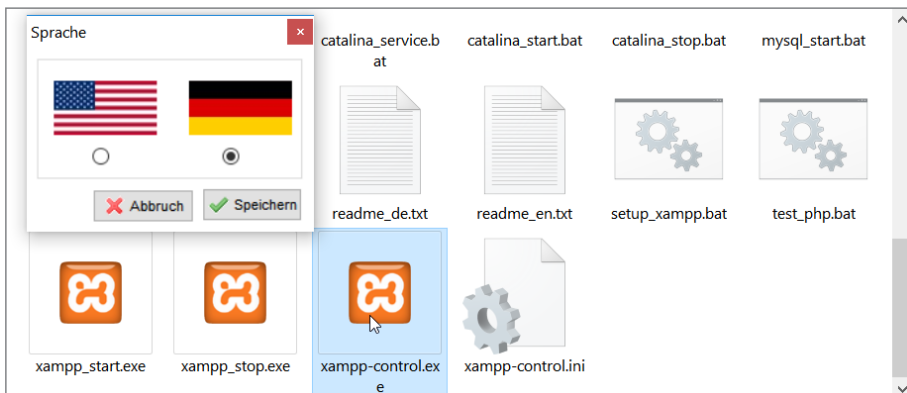 Sprache
Abbruch
Speichern
catalina_service.b
at
catalina_start.bat
catalina_stop.bat
mysql_start.bat
readme_de.txt
readme_en.txt
setup_xampp.bat
test_php.bat
xampp_start.exe
xampp_stop.exe
xampp-control.ex
e
xampp-control.ini